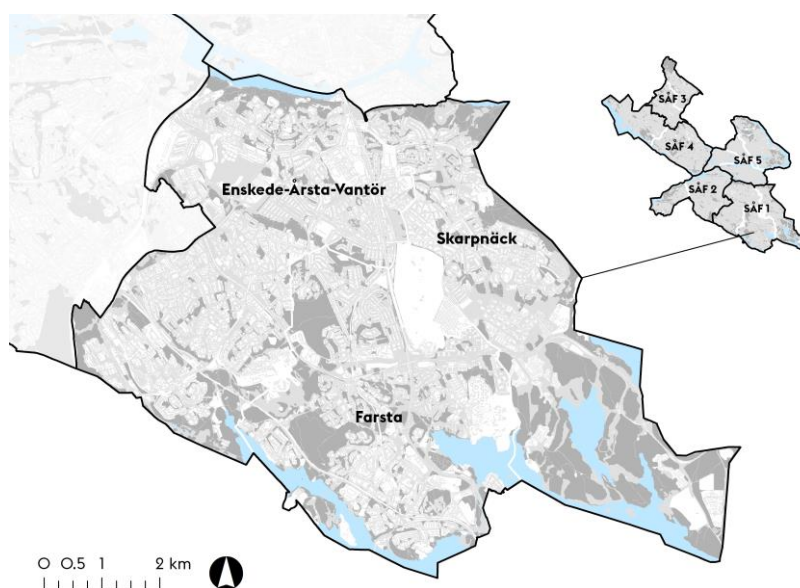 SÅF 3
SÅF 4
SÅF 5
SÅF 2
SÅF 1
Enskede-Årsta-Vantör
Skarpnäck
Farsta
0 0.5 1 2 km